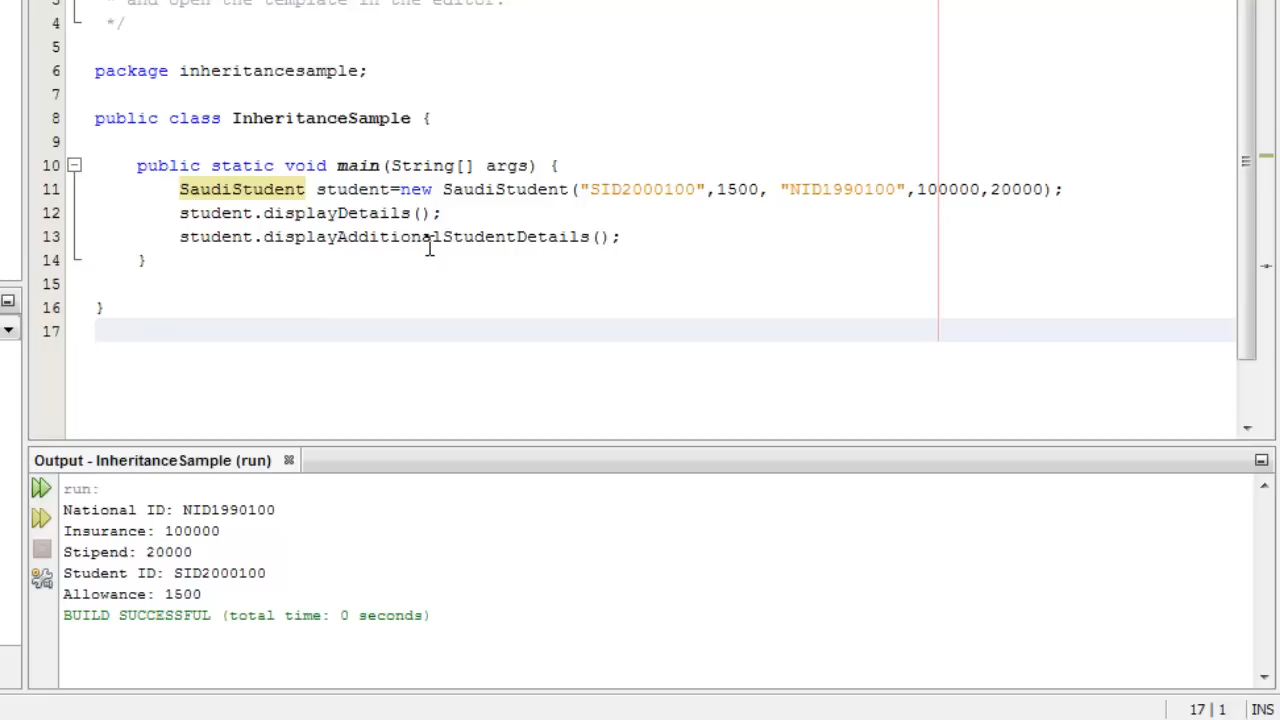 3
* and open the template in the editor.
4
*/
5
6
package inheritancesample;
7
8
public class InheritanceSample {
9
10
public static void main(String[] args) {
11
SaudiStudent student=new SaudiStudent("SID2000100",1500, "NID1990100",100000,20000);
12
student.displayDetails();
13
student.displayAdditionalStudentDetails();
14
}
15
16
}
17
Output - InheritanceSample (run)
run:
National ID: NID1990100
Insurance: 100000
Stipend: 20000
Student ID: SID2000100
Allowance: 1500
BUILD SUCCESSFUL (total time: 0 seconds)
17 | 1 INS